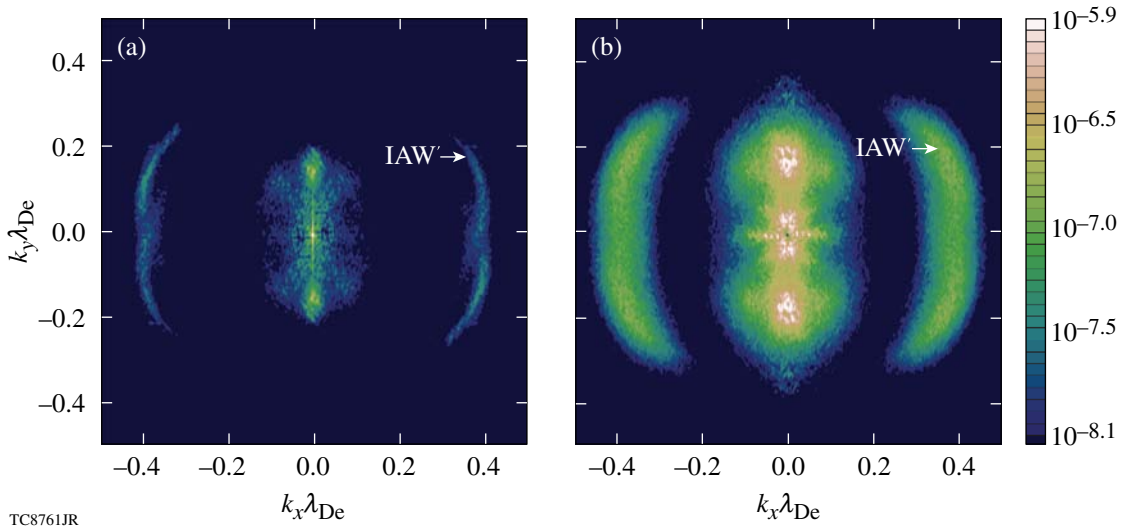 (a)
(b)
0.4
0.2
0.0
−0.2
−0.4
k_yλ_De
IAW′
IAW′
−0.4 −0.2 0.0 0.2 0.4
−0.4 −0.2 0.0 0.2 0.4
k_xλ_De
k_xλ_De
10^−5.9
10^−6.5
10^−7.0
10^−7.5
10^−8.1
TC8761JR